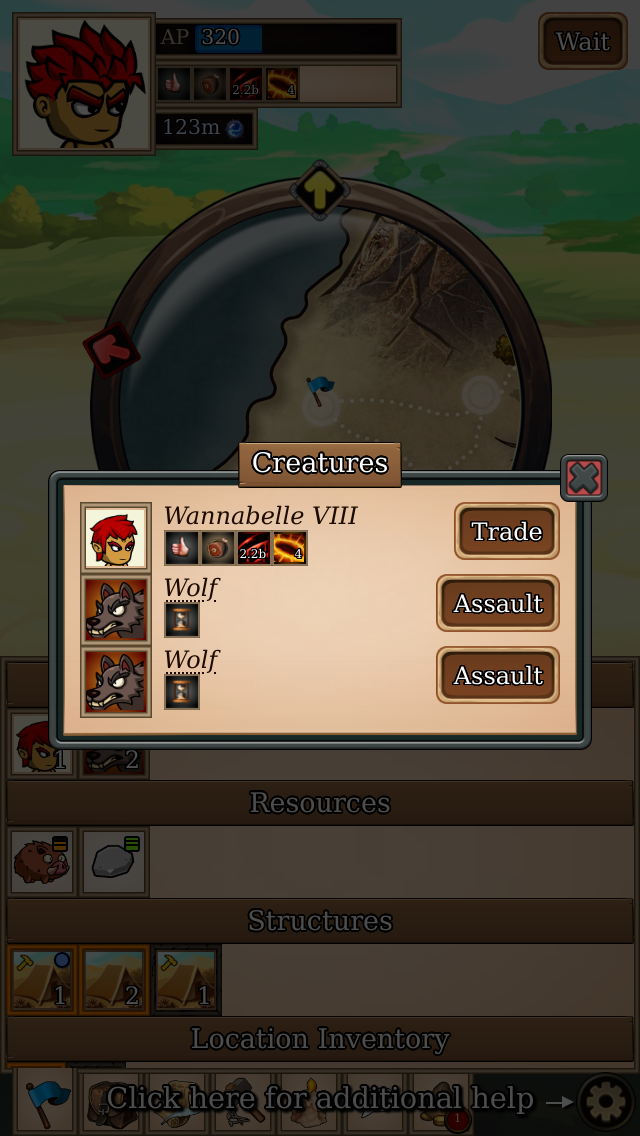 AP 320
Wait
2.2b 4
123m
Creatures
Wannabelle VIII
2.2b 4
Trade
Wolf
Assault
Wolf
Assault
1 2
Resources
Structures
1 2 1
Location Inventory
Click here for additional help
1